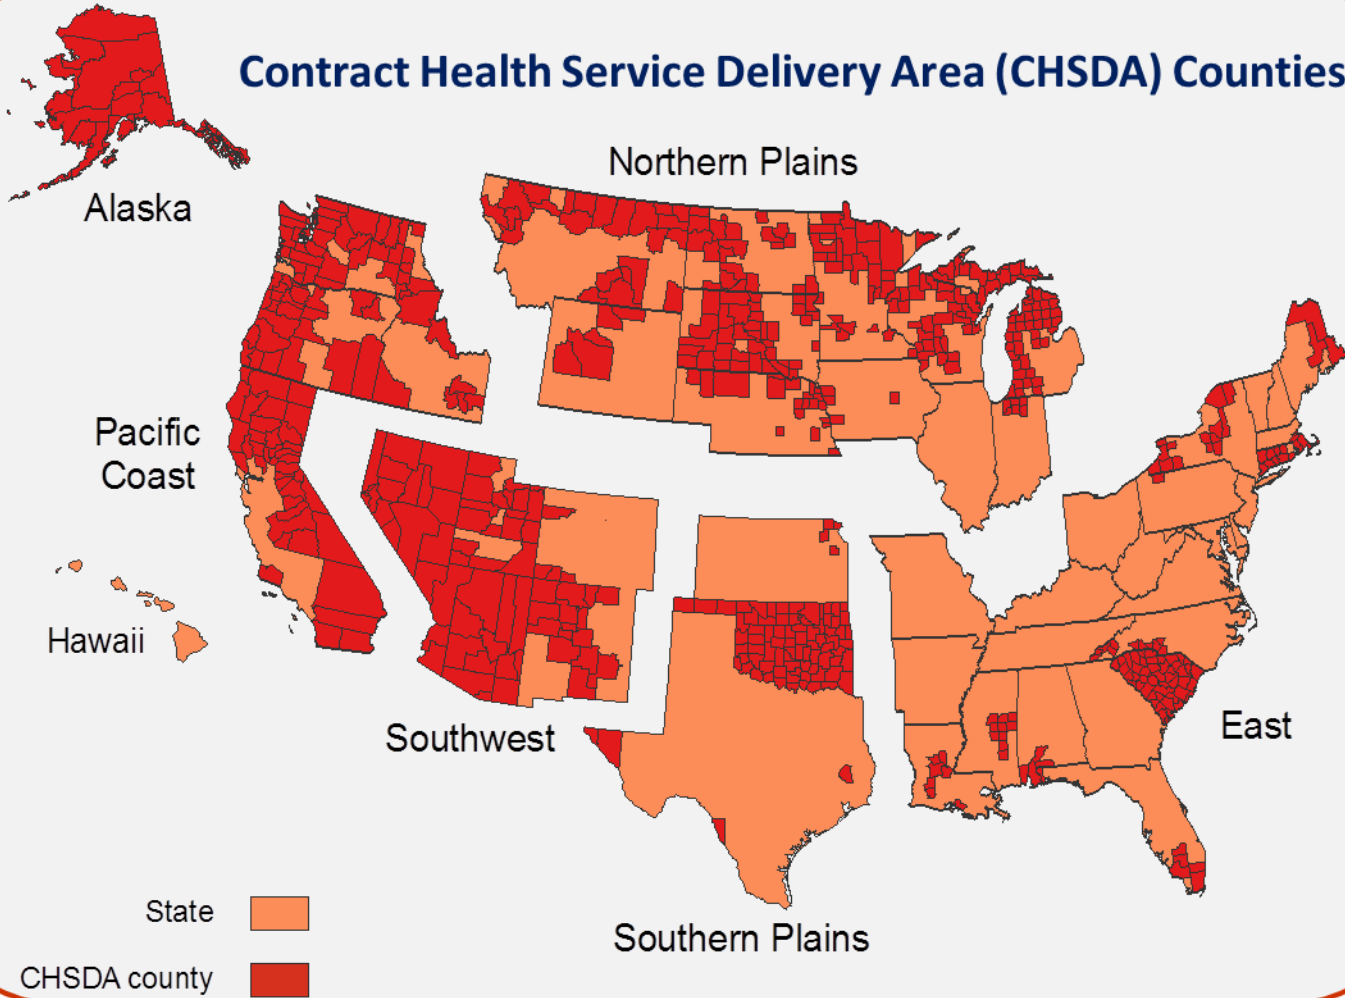 Contract Health Service Delivery Area (CHSDA) Counties
Northern Plains
Alaska
Pacific
Coast
Hawaii
Southwest
East
State
Southern Plains
CHSDA county